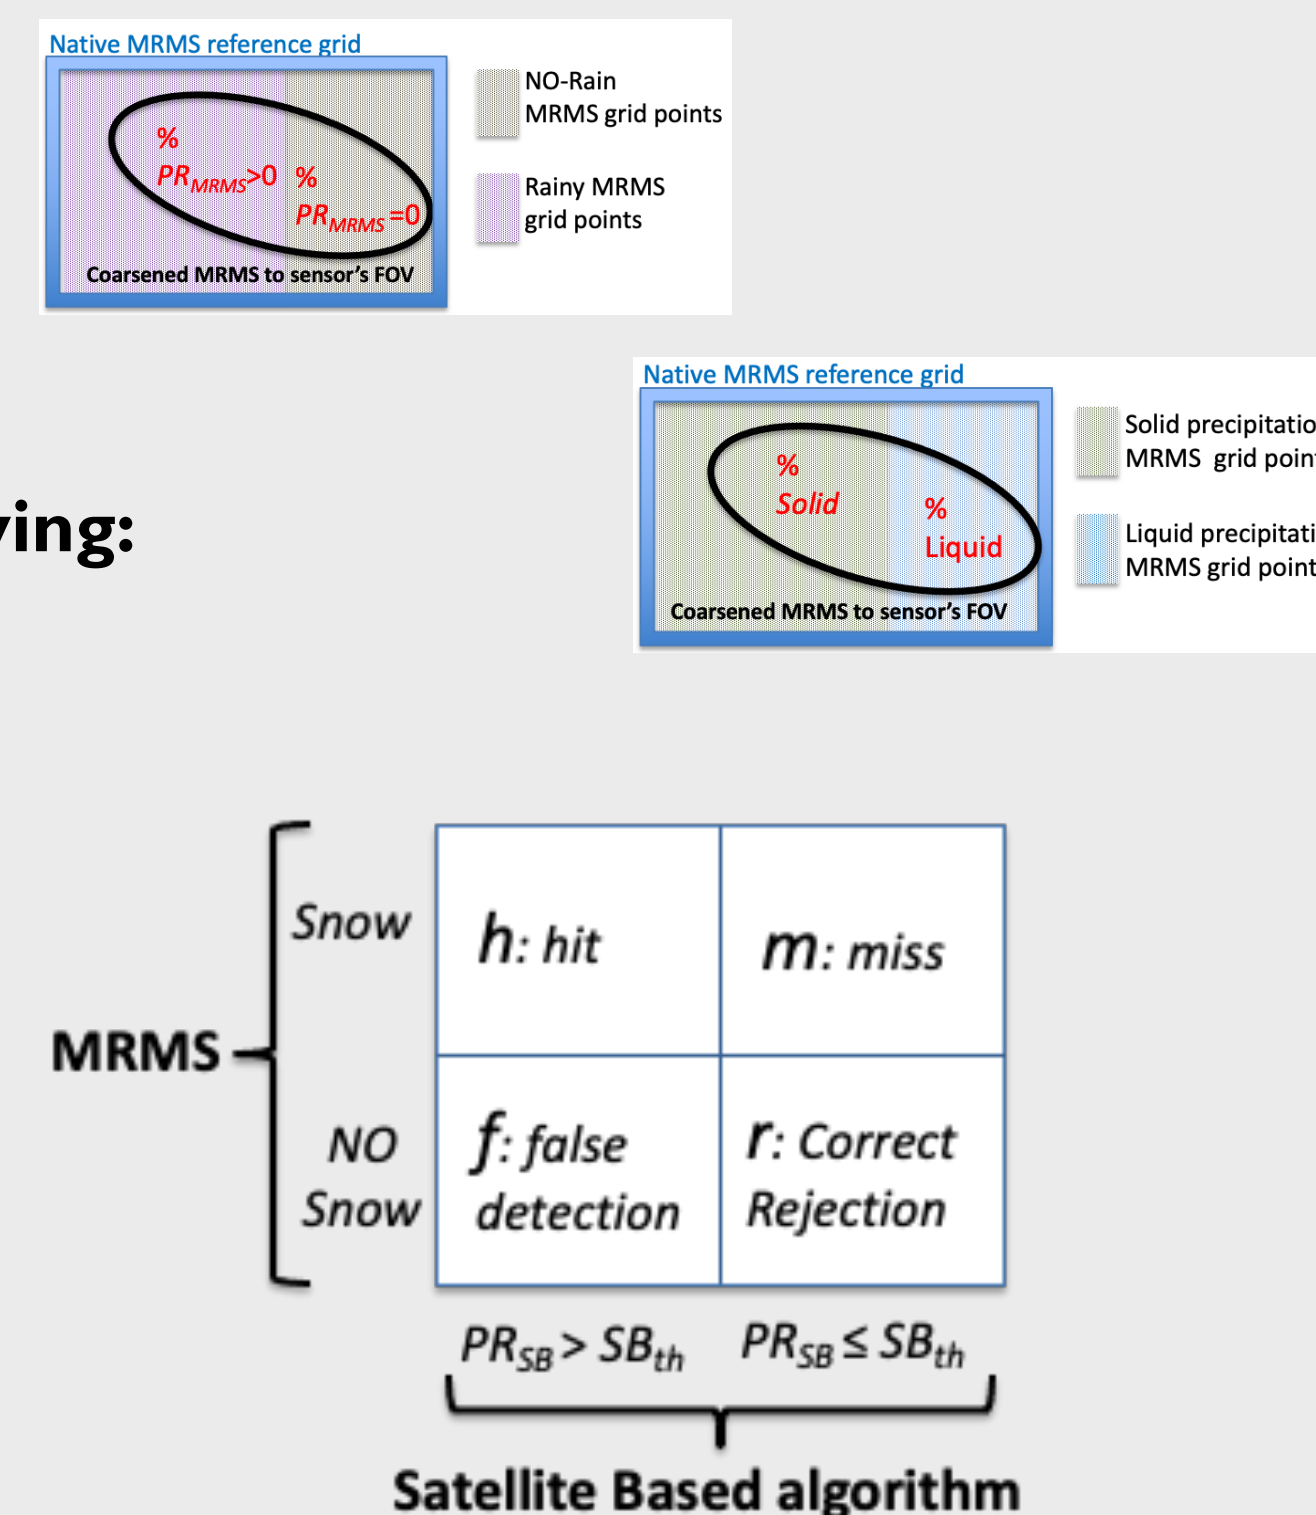 Native MRMS reference grid
%
PRMRMS>0 %
PRMRMS=0
Coarsened MRMS to sensor's FOV
NO-Rain
MRMS grid points
Rainy MRMS
grid points
Native MRMS reference grid
%
Solid
%
Liquid
Coarsened MRMS to sensor's FOV
Solid precipitatio
MRMS grid poin
Liquid precipitati
MRMS grid point
ying:
MRMS
Snow
h: hit
m: miss
NO
Snow
f: false
detection
r: Correct
Rejection
PRSB > SBth PRSB ≤ SBth
Satellite Based algorithm